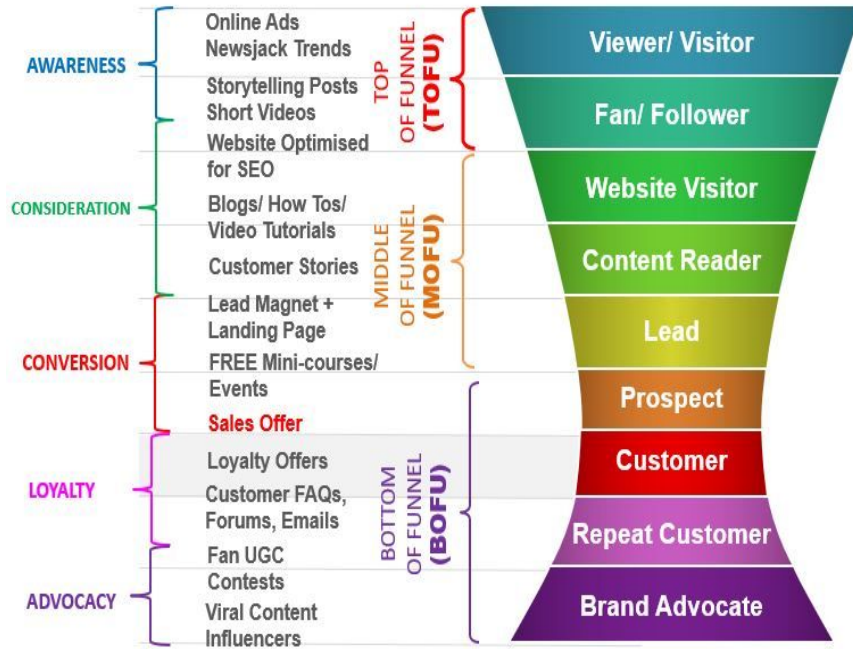 AWARENESS
CONSIDERATION
CONVERSION
LOYALTY
ADVOCACY
Online Ads
Newsjack Trends
Storytelling Posts
Short Videos
Website Optimised
for SEO
Blogs/ How Tos/
Video Tutorials
Customer Stories
Lead Magnet +
Landing Page
FREE Mini-courses/
Events
Sales Offer
Loyalty Offers
Customer FAQs,
Forums, Emails
Fan UGC
Contests
Viral Content
Influencers
TOP
OF FUNNEL
(TOFU)
MIDDLE
OF FUNNEL
(MOFU)
BOTTOM
OF FUNNEL
(BOFU)
Viewer/ Visitor
Fan/ Follower
Website Visitor
Content Reader
Lead
Prospect
Customer
Repeat Customer
Brand Advocate